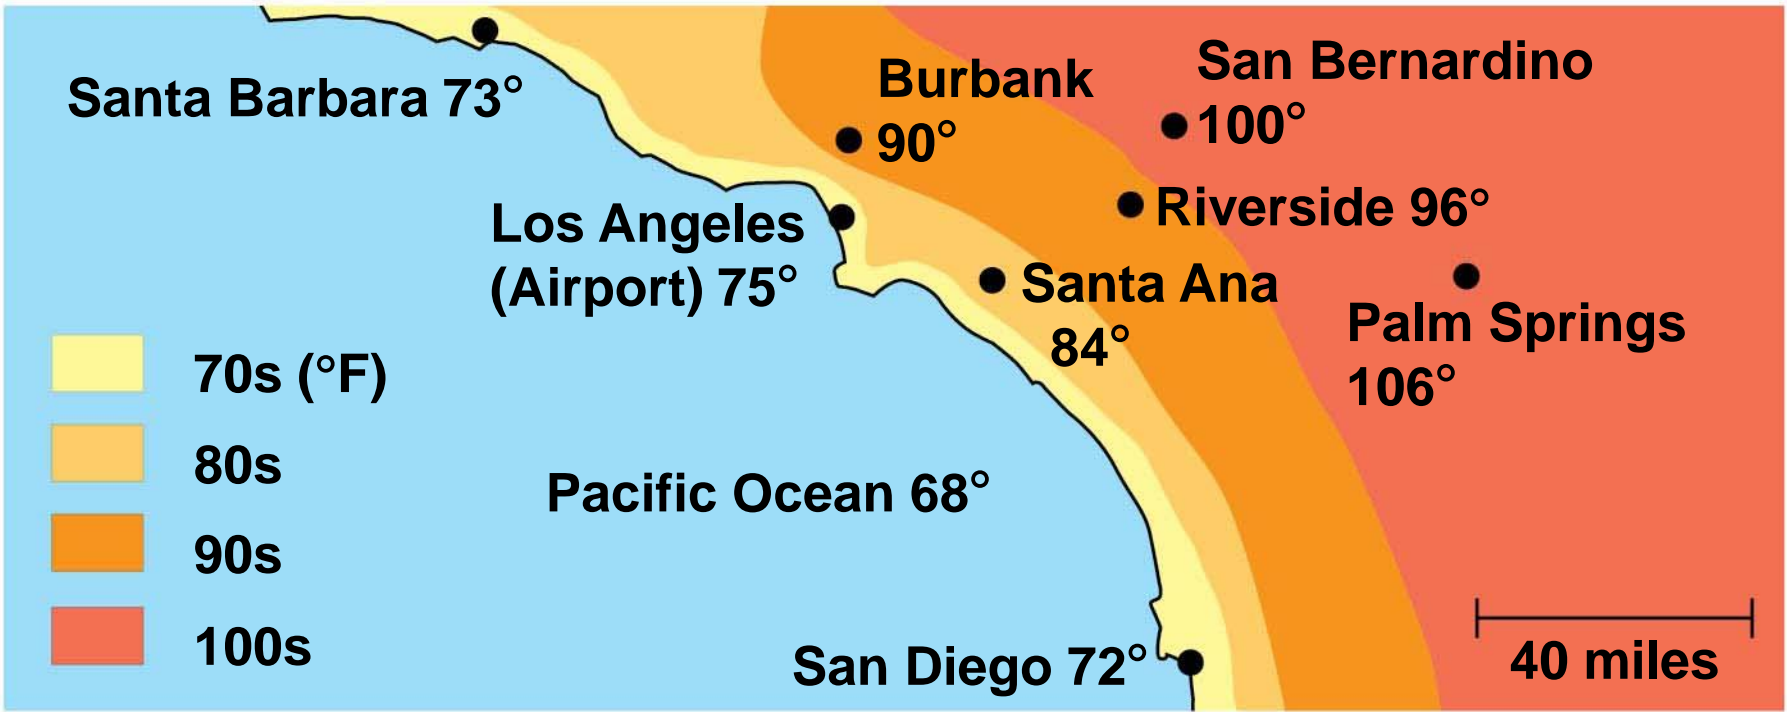 Santa Barbara 73°
Burbank
90°
San Bernardino
100°
Los Angeles
(Airport) 75°
Riverside 96°
Santa Ana
84°
Palm Springs
106°
70s (°F)
80s
90s
100s
Pacific Ocean 68°
San Diego 72°
40 miles